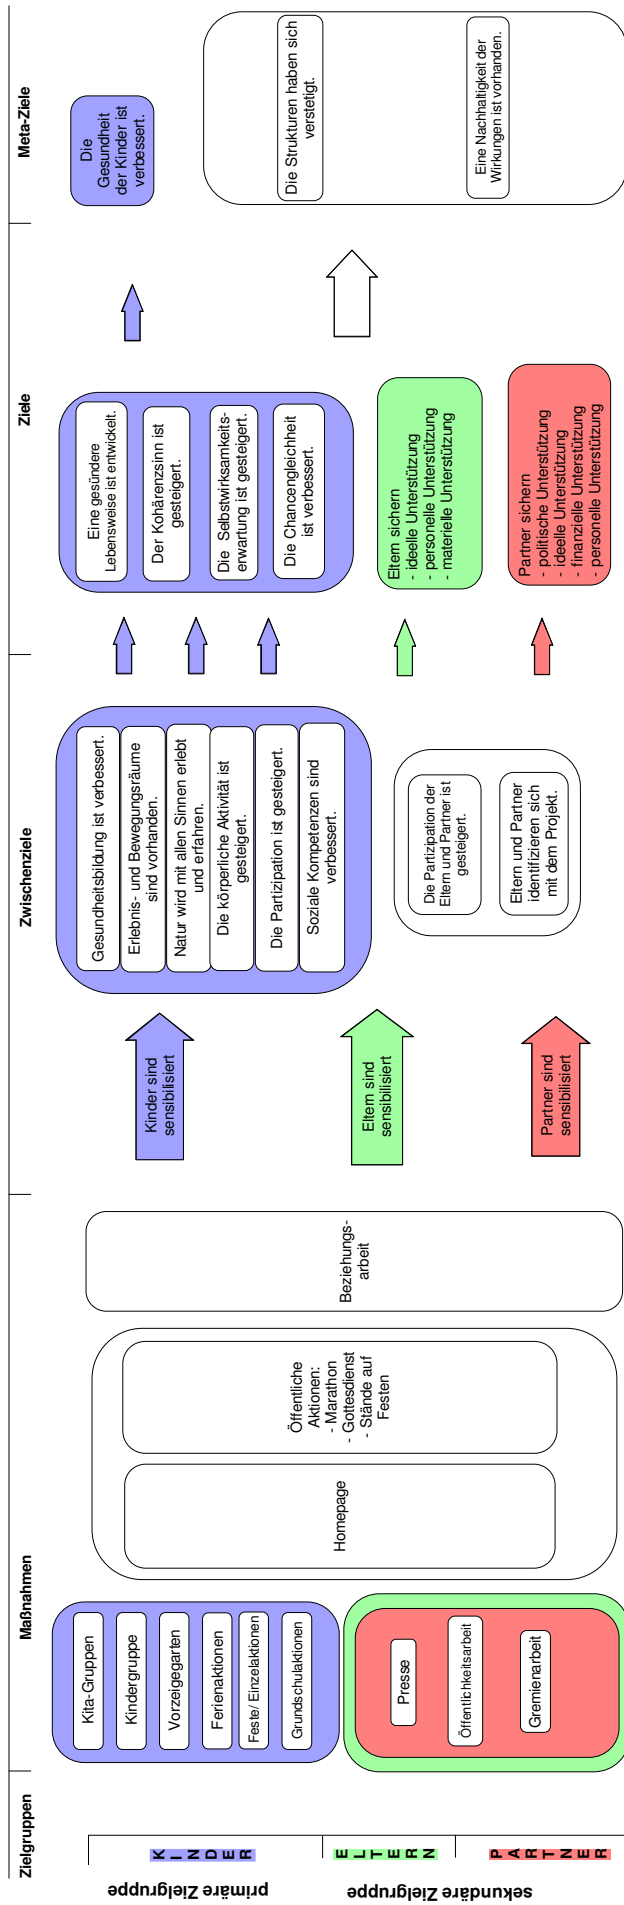 Zielgruppen
Maßnahmen
Zwischenziele
Ziele
Meta-Ziele
primäre Zielgruppe
sekundäre Zielgruppe
KINDER
ELTERN
PARTNER
Kita-Gruppen
Kindergruppe
Vorzeigegarten
Ferienaktionen
Feste/ Einzelaktionen
Grundschulaktionen
Presse
Öffentlichkeitsarbeit
Gremienarbeit
Homepage
Öffentliche
Aktionen:
- Marathon
- Gottesdienst
- Stände auf
Festen
Beziehungs-
arbeit
Kinder sind
sensibilisiert
Eltern sind
sensibilisiert
Partner sind
sensibilisiert
Gesundheitsbildung ist verbessert.
Erlebnis- und Bewegungsräume
sind vorhanden.
Natur wird mit allen Sinnen erlebt
und erfahren.
Die körperliche Aktivität ist
gesteigert.
Die Partizipation ist gesteigert.
Soziale Kompetenzen sind
verbessert.
Die Partizipation der
Eltern und Partner ist
gesteigert.
Eltern und Partner
identifizieren sich
mit dem Projekt.
Eine gesündere
Lebensweise ist entwickelt.
Der Kohärenzsinn ist
gesteigert.
Die Selbstwirksamkeits-
erwartung ist gesteigert.
Die Chancengleichheit
ist verbessert.
Eltern sichern
- ideelle Unterstützung
- personelle Unterstützung
- materielle Unterstützung
Partner sichern
- politische Unterstützung
- ideelle Unterstützung
- finanzielle Unterstützung
- personelle Unterstützung
Die
Gesundheit
der Kinder ist
verbessert.
Die Strukturen haben sich
verstetigt.
Eine Nachhaltigkeit der
Wirkungen ist vorhanden.